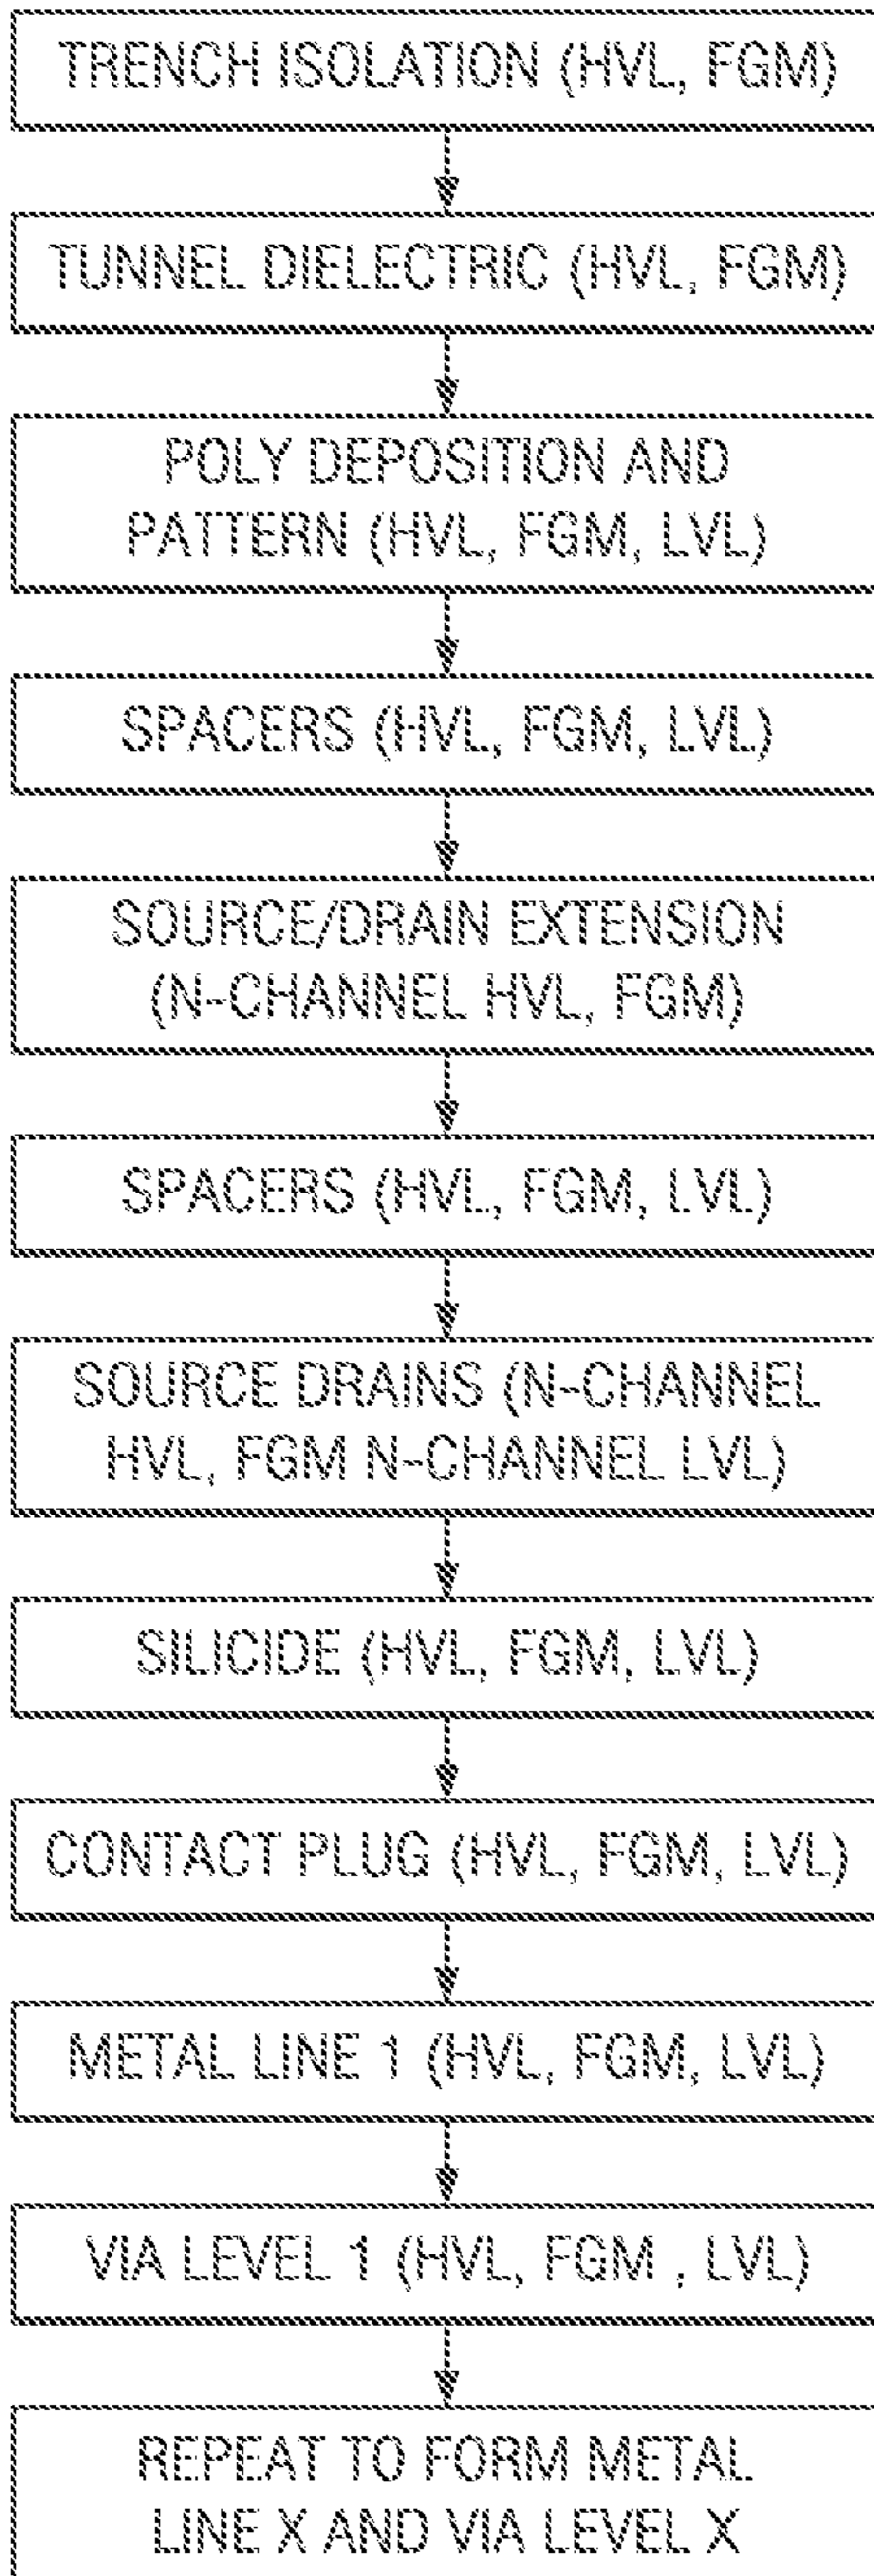 TRENCH ISOLATION (HVL, FGM)
TUNNEL DIELECTRIC (HVL, FGM)
POLY DEPOSITION AND
PATTERN (HVL, FGM, LVL)
SPACERS (HVL, FGM, LVL)
SOURCE/DRAIN EXTENSION
(N-CHANNEL HVL, FGM)
SPACERS (HVL, FGM, LVL)
SOURCE DRAINS (N-CHANNEL
HVL, FGM N-CHANNEL LVL)
SILICIDE (HVL, FGM, LVL)
CONTACT PLUG (HVL, FGM, LVL)
METAL LINE 1 (HVL, FGM, LVL)
VIA LEVEL 1 (HVL, FGM , LVL)
REPEAT TO FORM METAL
LINE X AND VIA LEVEL X